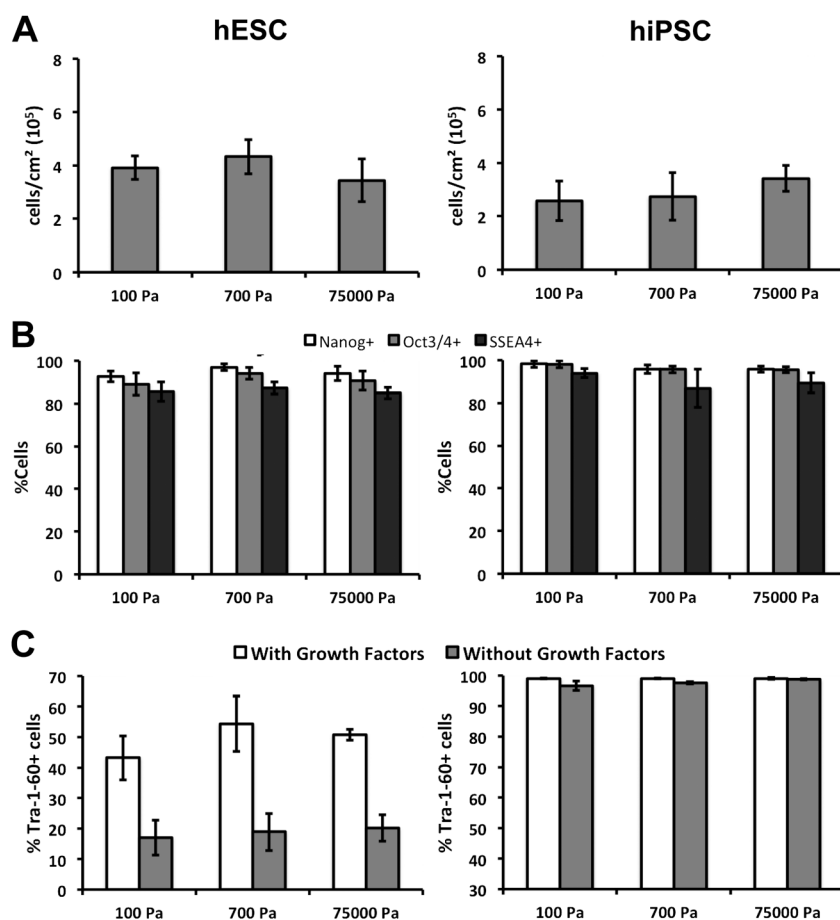 A
hESC
hiPSC
cells/cm² (10⁵)
8
6
4
2
0
100 Pa
700 Pa
75000 Pa
cells/cm² (10⁵)
8
6
4
2
0
100 Pa
700 Pa
75000 Pa
B
Nanog+ Oct3/4+ SSEA4+
%Cells
100
80
60
40
20
0
100 Pa
700 Pa
75000 Pa
%Cells
100
80
60
40
20
0
100 Pa
700 Pa
75000 Pa
C
With Growth Factors Without Growth Factors
% Tra-1-60+ cells
70
60
50
40
30
20
10
0
100 Pa
700 Pa
75000 Pa
% Tra-1-60+ cells
100
90
80
70
60
50
40
30
100 Pa
700 Pa
75000 Pa